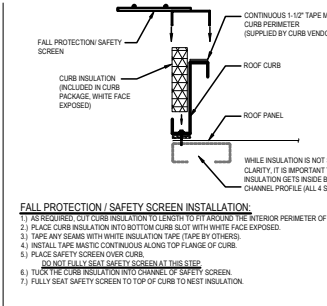 CONTINUOUS 1-1/2" TAPE M
CURB PERIMETER
(SUPPLIED BY CURB VENDO
FALL PROTECTION/ SAFETY
SCREEN
ROOF CURB
CURB INSULATION
(INCLUDED IN CURB
PACKAGE, WHITE FACE
EXPOSED)
ROOF PANEL
WHILE INSULATION IS NOT
CLARITY, IT IS IMPORTANT
INSULATION GETS INSIDE B
CHANNEL PROFILE (ALL 4 S
FALL PROTECTION / SAFETY SCREEN INSTALLATION:
1.) AS REQUIRED, CUT CURB INSULATION TO LENGTH TO FIT AROUND THE INTERIOR PERIMETER OF
2.) PLACE CURB INSULATION INTO BOTTOM CURB SLOT WITH WHITE FACE EXPOSED.
3.) TAPE ANY SEAMS WITH WHITE INSULATION TAPE (TAPE BY OTHERS).
4.) INSTALL TAPE MASTIC CONTINUOUS ALONG TOP FLANGE OF CURB.
5.) PLACE SAFETY SCREEN OVER CURB,
DO NOT FULLY SEAT SAFETY SCREEN AT THIS STEP.
6.) TUCK THE CURB INSULATION INTO CHANNEL OF SAFETY SCREEN.
7.) FULLY SEAT SAFETY SCREEN TO TOP OF CURB TO NEST INSULATION.